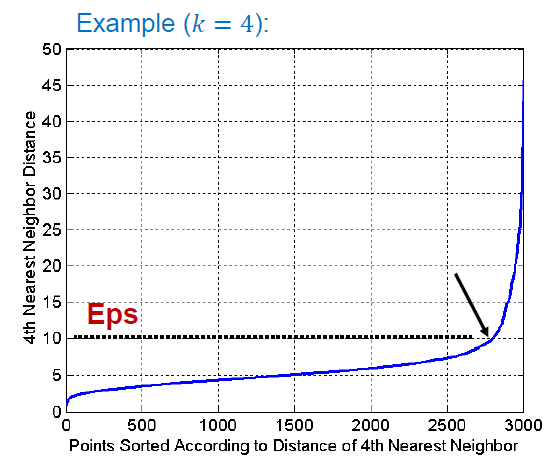 Example (k = 4):
50
45
40
35
30
25
20
15
10
5
0
4th Nearest Neighbor Distance
Eps
0 500 1000 1500 2000 2500 3000
Points Sorted According to Distance of 4th Nearest Neighbor